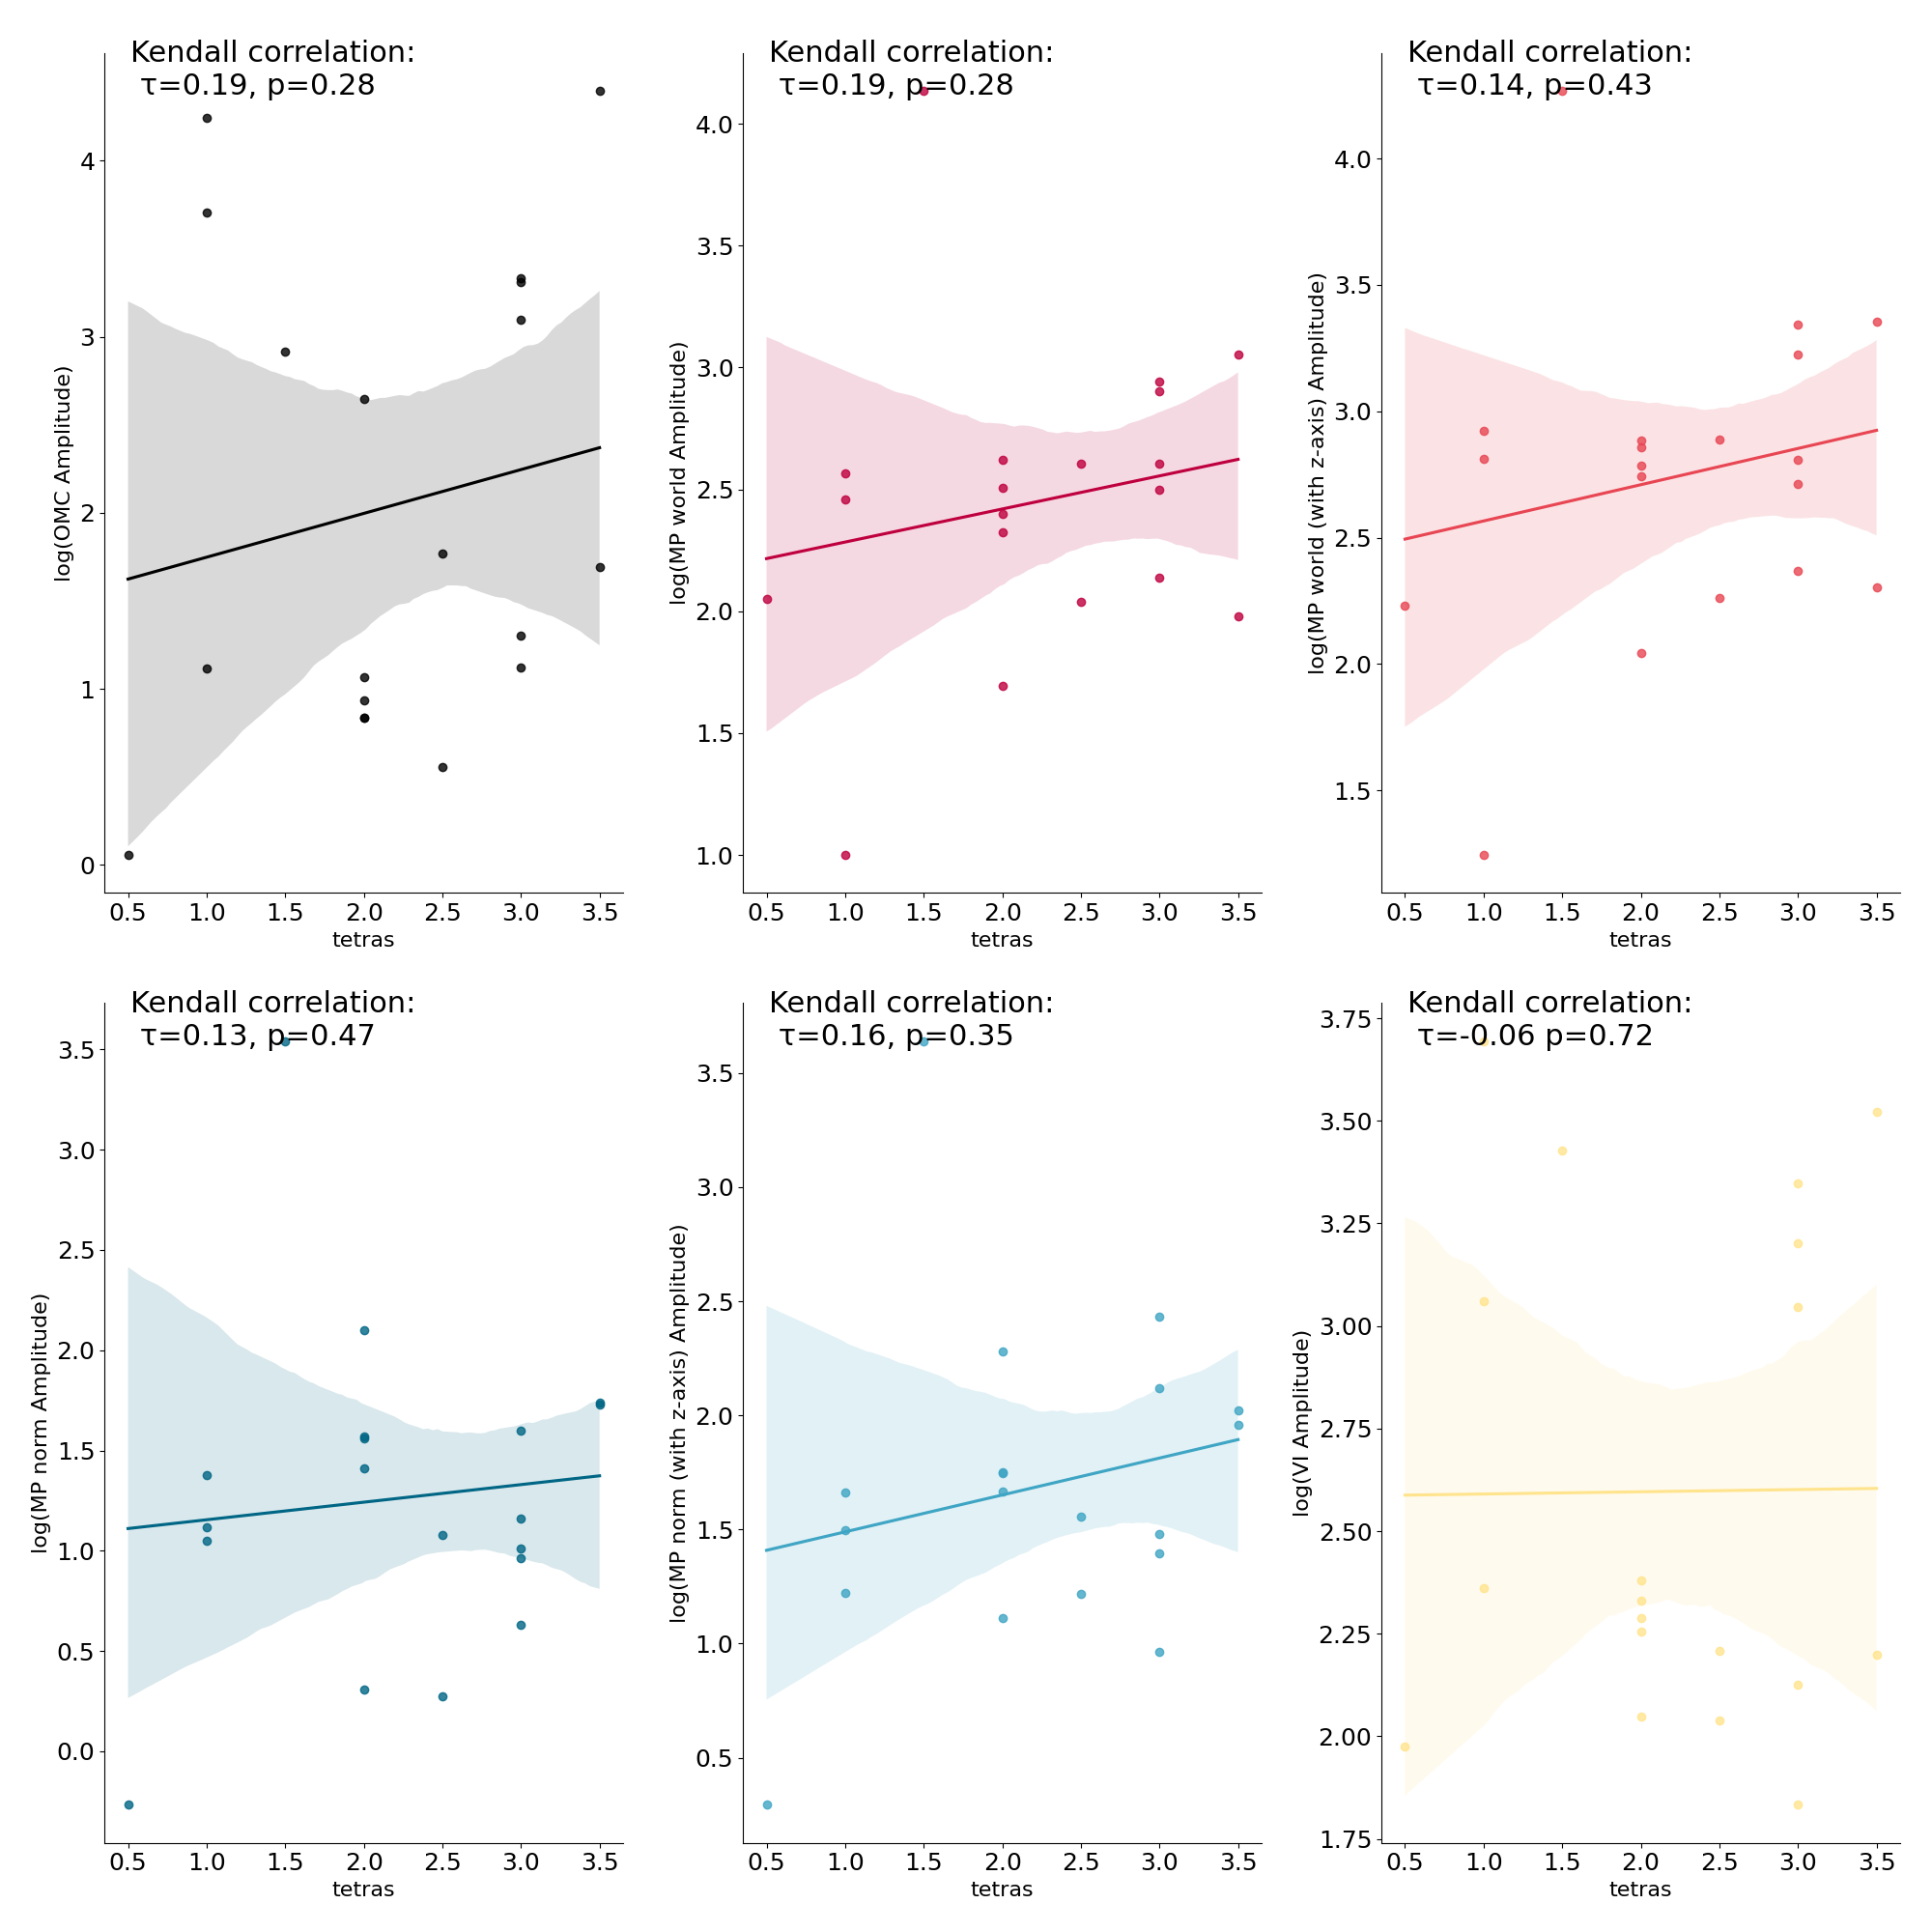 Kendall correlation:
τ=0.19, p=0.28
log(OMC Amplitude)
4
3
2
1
0
0.5 1.0 1.5 2.0 2.5 3.0 3.5
tetras
Kendall correlation:
τ=0.19, p=0.28
log(MP world Amplitude)
4.0
3.5
3.0
2.5
2.0
1.5
1.0
0.5 1.0 1.5 2.0 2.5 3.0 3.5
tetras
Kendall correlation:
τ=0.14, p=0.43
log(MP world (with z-axis) Amplitude)
4.0
3.5
3.0
2.5
2.0
1.5
0.5 1.0 1.5 2.0 2.5 3.0 3.5
tetras
Kendall correlation:
τ=0.13, p=0.47
log(MP norm Amplitude)
3.5
3.0
2.5
2.0
1.5
1.0
0.5
0.0
0.5 1.0 1.5 2.0 2.5 3.0 3.5
tetras
Kendall correlation:
τ=0.16, p=0.35
log(MP norm (with z-axis) Amplitude)
3.5
3.0
2.5
2.0
1.5
1.0
0.5
0.5 1.0 1.5 2.0 2.5 3.0 3.5
tetras
Kendall correlation:
τ=-0.06 p=0.72
log(VI Amplitude)
3.75
3.50
3.25
3.00
2.75
2.50
2.25
2.00
1.75
0.5 1.0 1.5 2.0 2.5 3.0 3.5
tetras